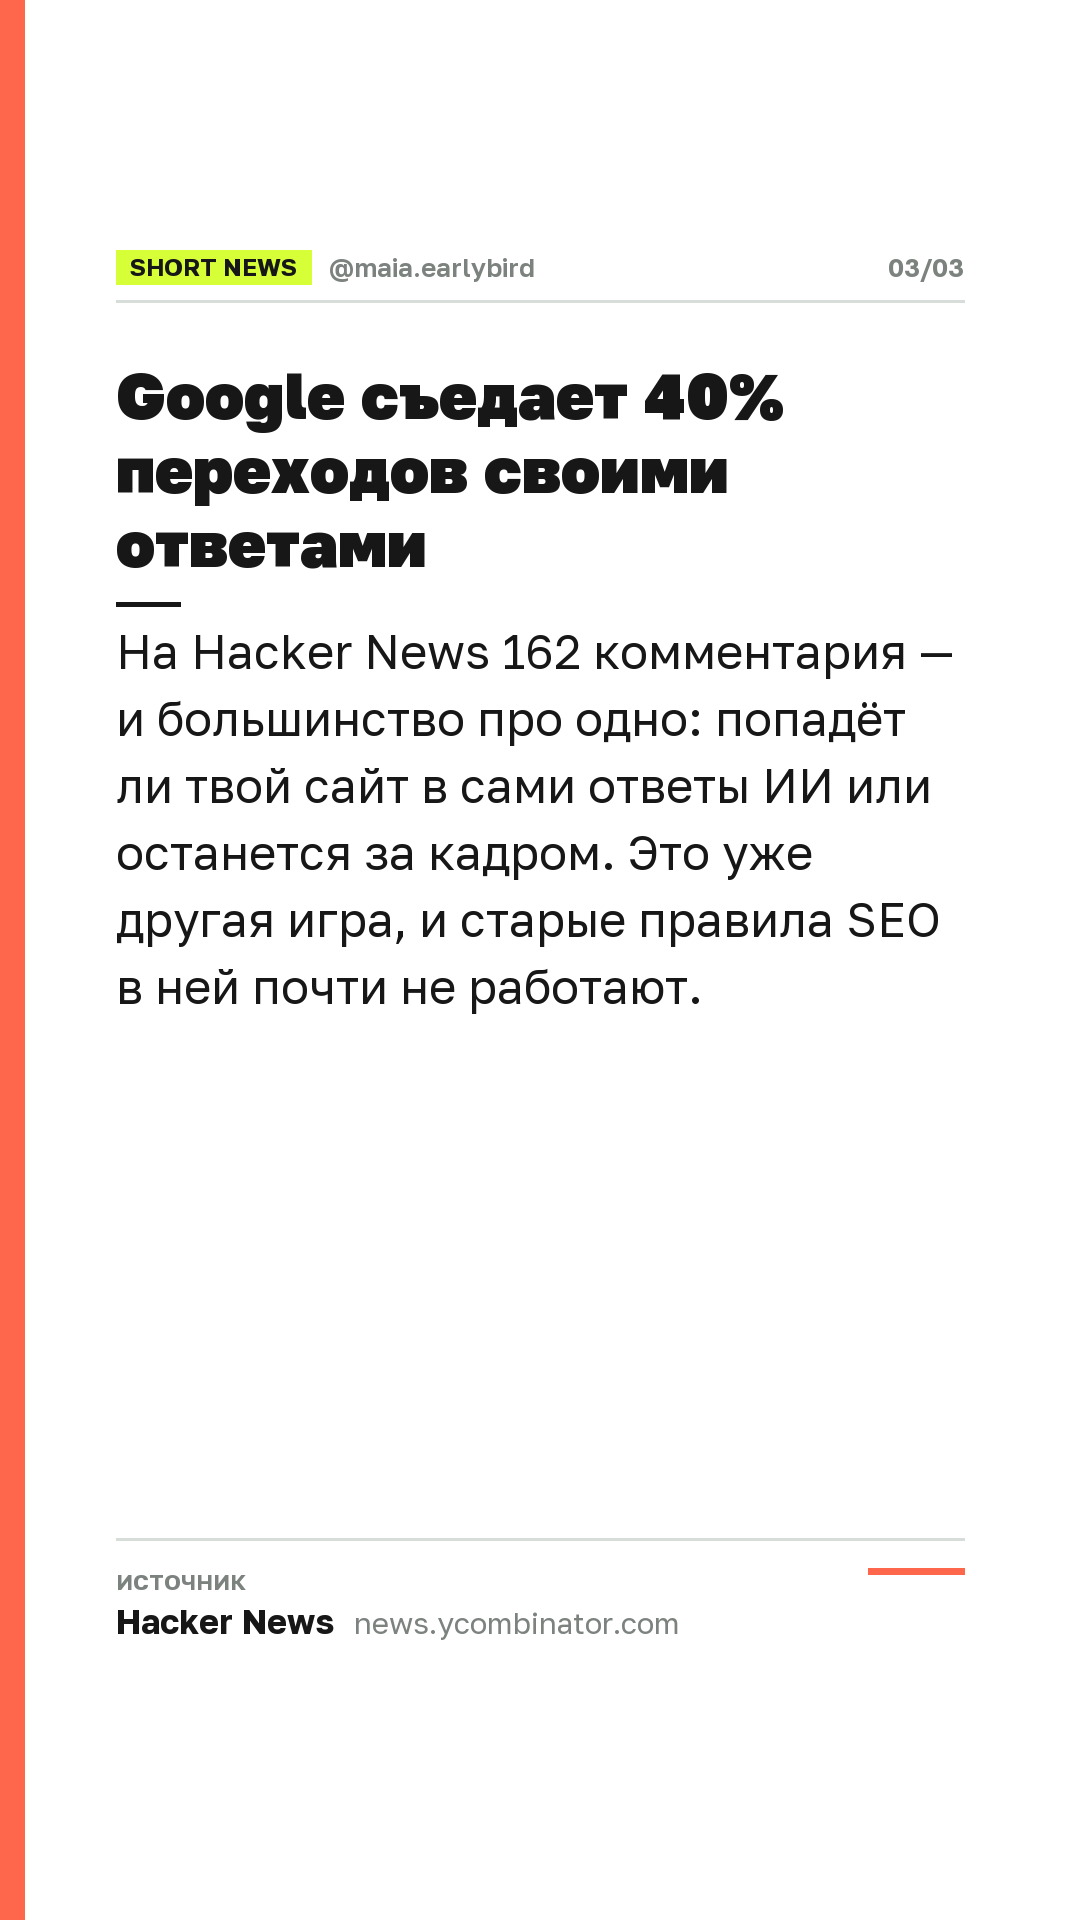 SHORT NEWS @maia.earlybird 03/03
Google съедает 40%
переходов своими
ответами
На Hacker News 162 комментария —
и большинство про одно: попадёт
ли твой сайт в сами ответы ИИ или
останется за кадром. Это уже
другая игра, и старые правила SEO
в ней почти не работают.
источник
Hacker News news.ycombinator.com